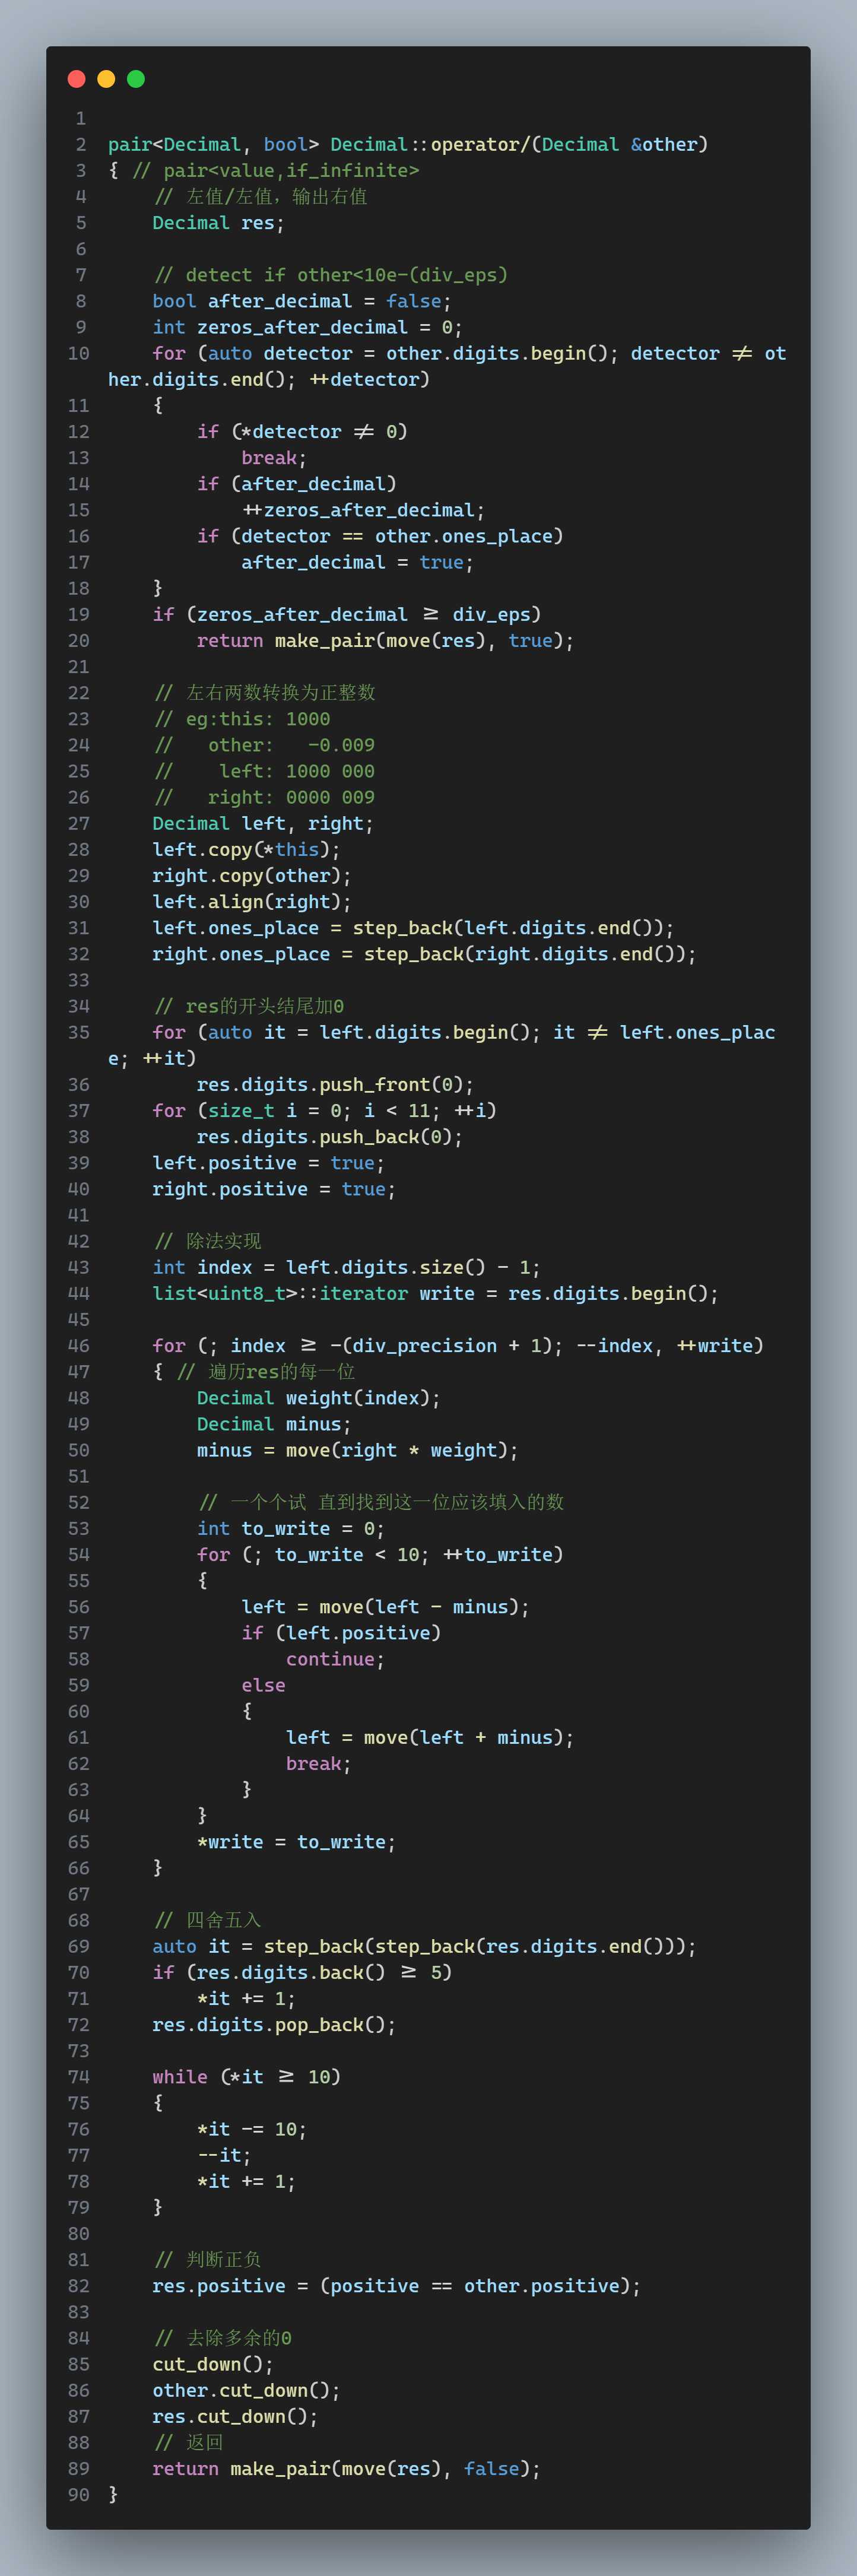 1
2 pair<Decimal, bool> Decimal::operator/(Decimal &other)
3 { // pair<value,if_infinite>
4     // 左值/左值，输出右值
5     Decimal res;
6
7     // detect if other<10e-(div_eps)
8     bool after_decimal = false;
9     int zeros_after_decimal = 0;
10     for (auto detector = other.digits.begin(); detector != ot
her.digits.end(); ++detector)
11     {
12         if (*detector != 0)
13             break;
14         if (after_decimal)
15             ++zeros_after_decimal;
16         if (detector == other.ones_place)
17             after_decimal = true;
18     }
19     if (zeros_after_decimal >= div_eps)
20         return make_pair(move(res), true);
21
22     // 左右两数转换为正整数
23     // eg:this: 1000
24     //   other:   -0.009
25     //    left: 1000 000
26     //   right: 0000 009
27     Decimal left, right;
28     left.copy(*this);
29     right.copy(other);
30     left.align(right);
31     left.ones_place = step_back(left.digits.end());
32     right.ones_place = step_back(right.digits.end());
33
34     // res的开头结尾加0
35     for (auto it = left.digits.begin(); it != left.ones_plac
e; ++it)
36         res.digits.push_front(0);
37     for (size_t i = 0; i < 11; ++i)
38         res.digits.push_back(0);
39     left.positive = true;
40     right.positive = true;
41
42     // 除法实现
43     int index = left.digits.size() - 1;
44     list<uint8_t>::iterator write = res.digits.begin();
45
46     for (; index >= -(div_precision + 1); --index, ++write)
47     { // 遍历res的每一位
48         Decimal weight(index);
49         Decimal minus;
50         minus = move(right * weight);
51
52         // 一个个试 直到找到这一位应该填入的数
53         int to_write = 0;
54         for (; to_write < 10; ++to_write)
55         {
56             left = move(left - minus);
57             if (left.positive)
58                 continue;
59             else
60             {
61                 left = move(left + minus);
62                 break;
63             }
64         }
65         *write = to_write;
66     }
67
68     // 四舍五入
69     auto it = step_back(step_back(res.digits.end()));
70     if (res.digits.back() >= 5)
71         *it += 1;
72     res.digits.pop_back();
73
74     while (*it >= 10)
75     {
76         *it -= 10;
77         --it;
78         *it += 1;
79     }
80
81     // 判断正负
82     res.positive = (positive == other.positive);
83
84     // 去除多余的0
85     cut_down();
86     other.cut_down();
87     res.cut_down();
88     // 返回
89     return make_pair(move(res), false);
90 }